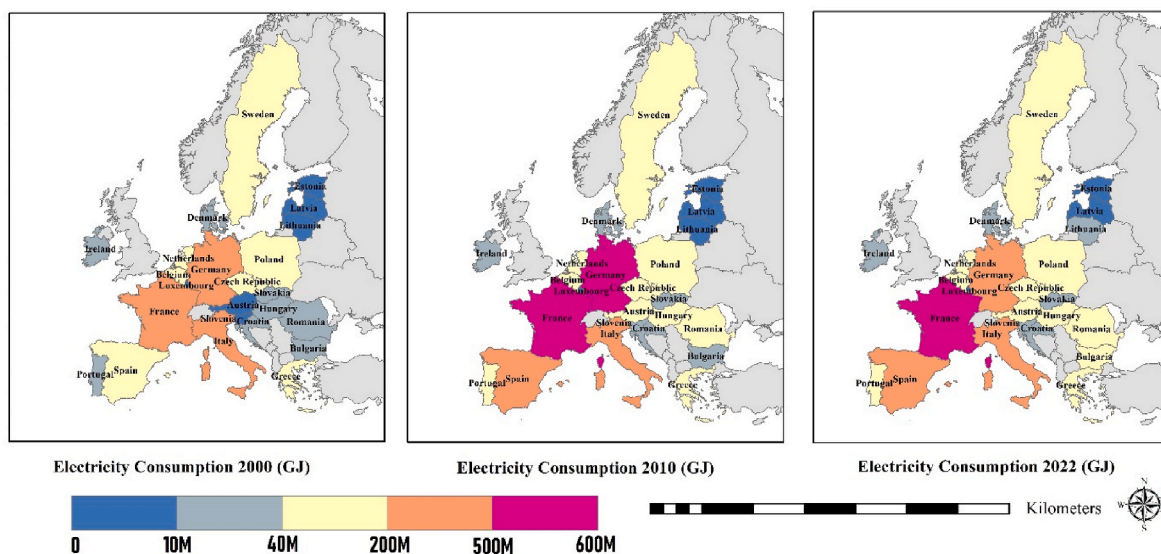 Sweden
Estonia
Latvia
Lithuania
Denmark
Ireland
Netherlands
Germany
Poland
Belgium
Luxembourg
Czech Republic
Slovakia
Austria
Hungary
France
Slovenia
Croatia
Romania
Italy
Bulgaria
Portugal
Spain
Greece
Electricity Consumption 2000 (GJ)
Sweden
Estonia
Latvia
Lithuania
Denmark
Ireland
Netherlands
Germany
Poland
Belgium
Luxembourg
Czech Republic
Slovakia
Austria
Hungary
France
Slovenia
Croatia
Romania
Italy
Bulgaria
Portugal
Spain
Greece
Electricity Consumption 2010 (GJ)
Sweden
Estonia
Latvia
Lithuania
Denmark
Ireland
Netherlands
Germany
Poland
Belgium
Luxembourg
Czech Republic
Slovakia
Austria
Hungary
France
Slovenia
Croatia
Romania
Italy
Bulgaria
Portugal
Spain
Greece
Electricity Consumption 2022 (GJ)
0 10M 40M 200M 500M 600M
Kilometers
N
W E
S